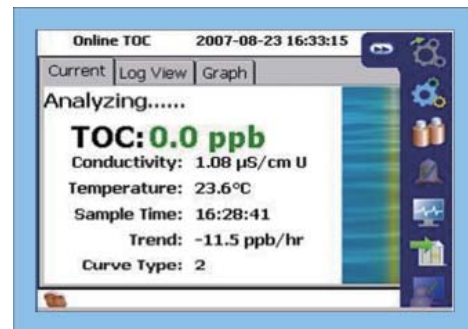 Online TOC 2007-08-23 16:33:15
Current Log View Graph
Analyzing......
TOC: 0.0 ppb
Conductivity: 1.08 µS/cm U
Temperature: 23.6°C
Sample Time: 16:28:41
Trend: -11.5 ppb/hr
Curve Type: 2